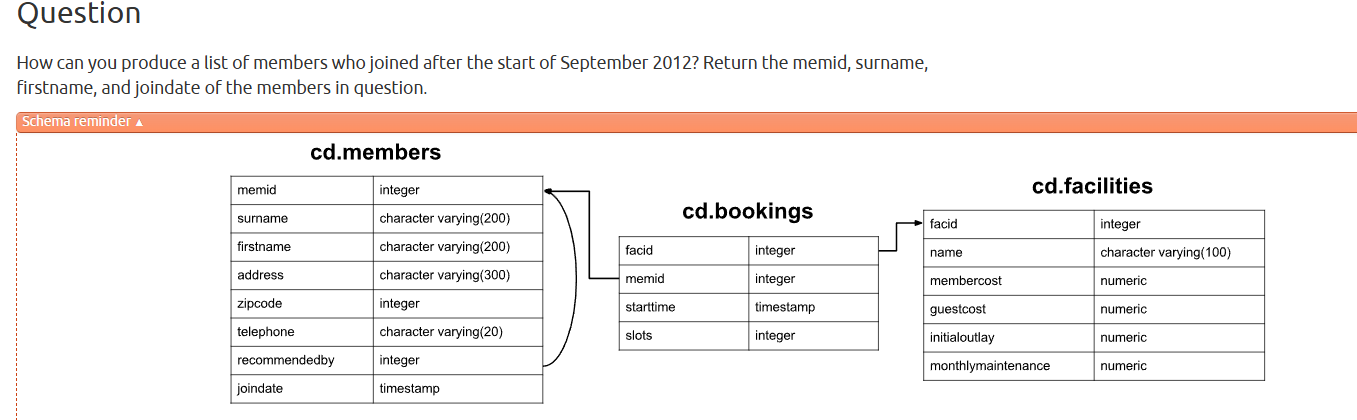 Question
How can you produce a list of members who joined after the start of September 2012? Return the memid, surname,
firstname, and joindate of the members in question.
Schema reminder ▲
cd.members
memid integer
surname character varying(200)
firstname character varying(200)
address character varying(300)
zipcode integer
telephone character varying(20)
recommendedby integer
joindate timestamp
cd.bookings
facid integer
memid integer
starttime timestamp
slots integer
cd.facilities
facid integer
name character varying(100)
membercost numeric
guestcost numeric
initialoutlay numeric
monthlymaintenance numeric